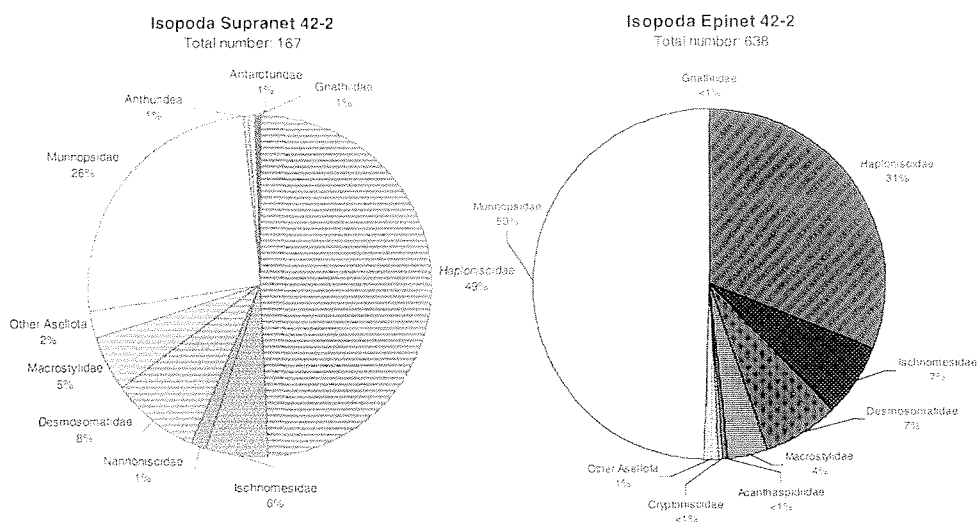 Isopoda Supranet 42-2
Total number: 167
Antarcturidae
1%
Gnathiidae
1%
Anthuridea
1%
Munnopsidae
26%
Haploniscidae
49%
Other Asellota
2%
Macrostylidae
5%
Desmosomatidae
8%
Nannoniscidae
1%
Ischnomesidae
6%
Isopoda Epinet 42-2
Total number: 638
Gnathiidae
<1%
Haploniscidae
31%
Munnopsidae
50%
Ischnomesidae
7%
Desmosomatidae
7%
Macrostylidae
4%
Other Asellota
1%
Acanthaspidiidae
<1%
Cryptoniscidae
<1%